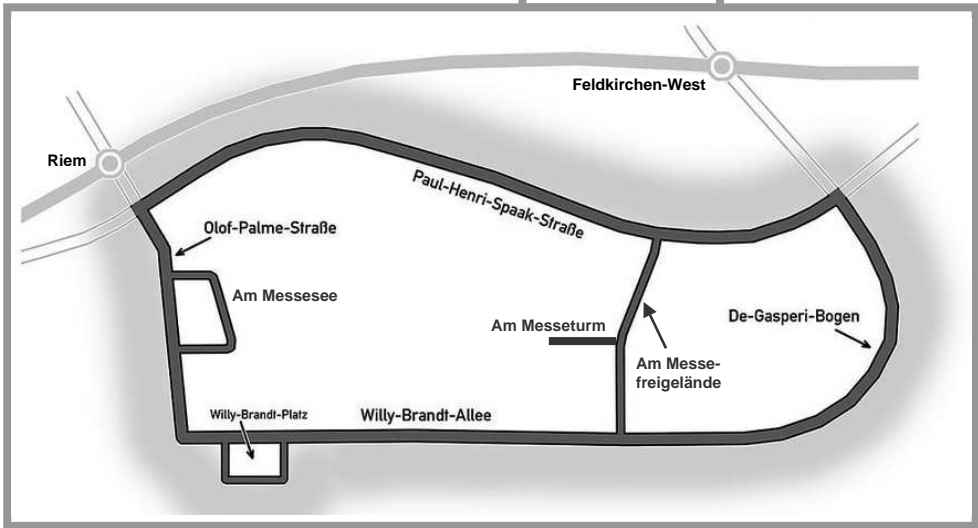 Feldkirchen-West
Riem
Paul-Henri-Spaak-Straße
Olof-Palme-Straße
Am Messesee
De-Gasperi-Bogen
Am Messeturm
Am Messe-
freigelände
Willy-Brandt-Platz
Willy-Brandt-Allee